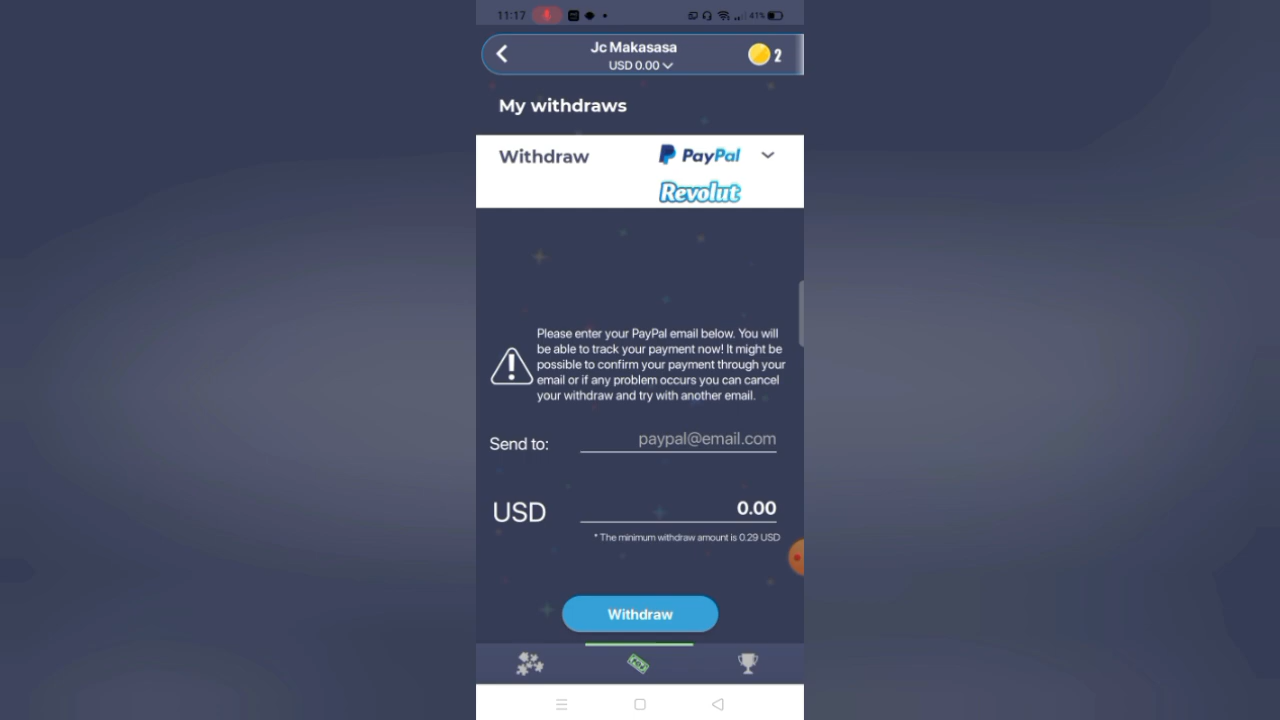 11:17
41%
Jc Makasasa
USD 0.00
2
My withdraws
Withdraw
PayPal
Revolut
Please enter your PayPal email below. You will
be able to track your payment now! It might be
possible to confirm your payment through your
email or if any problem occurs you can cancel
your withdraw and try with another email.
Send to:
paypal@email.com
USD
0.00
* The minimum withdraw amount is 0.29 USD
Withdraw